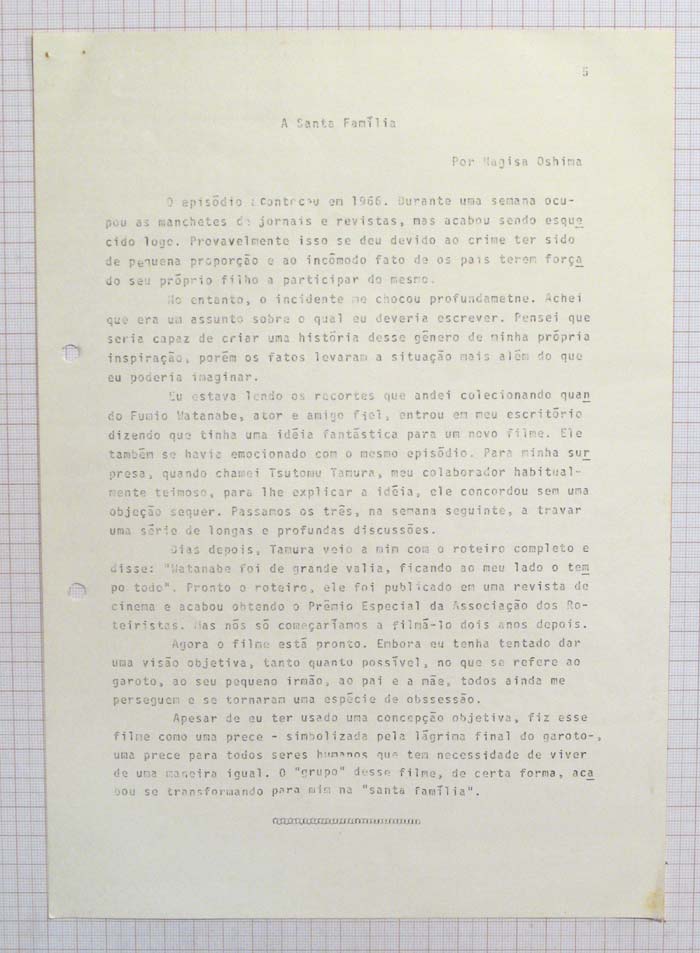 5
A Santa Família
Por Nagisa Oshima
O episódio aconteceu em 1966. Durante uma semana ocu-
pou as manchetes de jornais e revistas, mas acabou sendo esque
cido logo. Provavelmente isso se deu devido ao crime ter sido
de pequena proporção e ao incômodo fato de os pais terem força
do seu próprio filho a participar do mesmo.
No entanto, o incidente me chocou profundametne. Achei
que era um assunto sobre o qual eu deveria escrever. Pensei que
seria capaz de criar uma história desse gênero de minha própria
inspiração, porém os fatos levaram a situação mais além do que
eu poderia imaginar.
Eu estava lendo os recortes que andei colecionando quan
do Fumio Watanabe, ator e amigo fiel, entrou em meu escritório
dizendo que tinha uma idéia fantástica para um novo filme. Ele
também se havia emocionado com o mesmo episódio. Para minha sur
presa, quando chamei Tsutomu Tamura, meu colaborador habitual-
mente teimoso, para lhe explicar a idéia, ele concordou sem uma
objeção sequer. Passamos os três, na semana seguinte, a travar
uma série de longas e profundas discussões.
Dias depois, Tamura veio a mim com o roteiro completo e
disse: "Watanabe foi de grande valia, ficando ao meu lado o tem
po todo". Pronto o roteiro, ele foi publicado em uma revista de
cinema e acabou obtendo o Prêmio Especial da Associação dos Ro-
teiristas. Mas nós só começaríamos a filmá-lo dois anos depois.
Agora o filme está pronto. Embora eu tenha tentado dar
uma visão objetiva, tanto quanto possível, no que se refere ao
garoto, ao seu pequeno irmão, ao pai e a mãe, todos ainda me
perseguem e se tornaram uma espécie de obssessão.
Apesar de eu ter usado uma concepção objetiva, fiz esse
filme como uma prece - simbolizada pela lágrima final do garoto-,
uma prece para todos seres humanos que tem necessidade de viver
de uma maneira igual. O "grupo" desse filme, de certa forma, aca
bou se transformando para mim na "santa família".